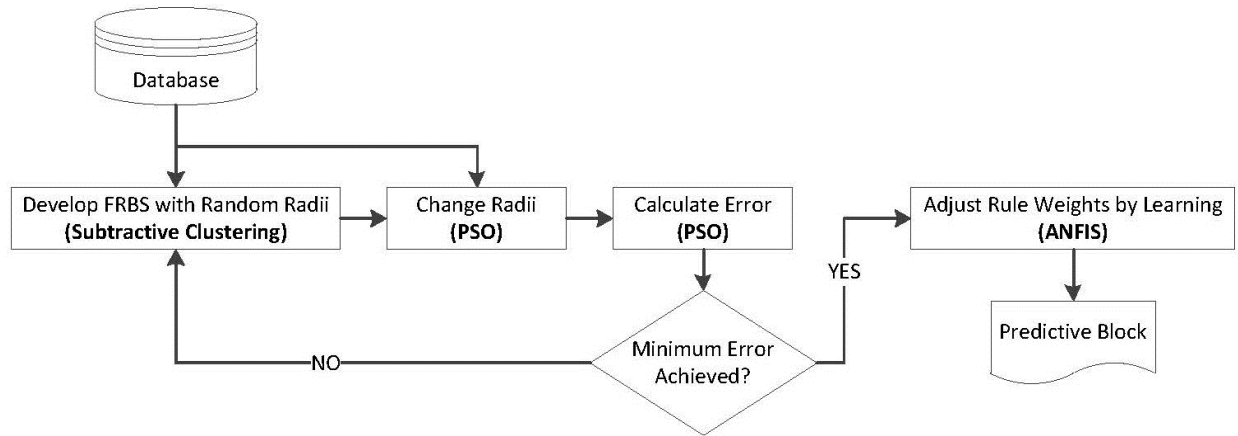 Database
Develop FRBS with Random Radii
(Subtractive Clustering)
Change Radii
(PSO)
Calculate Error
(PSO)
Adjust Rule Weights by Learning
(ANFIS)
YES
Predictive Block
Minimum Error
Achieved?
NO